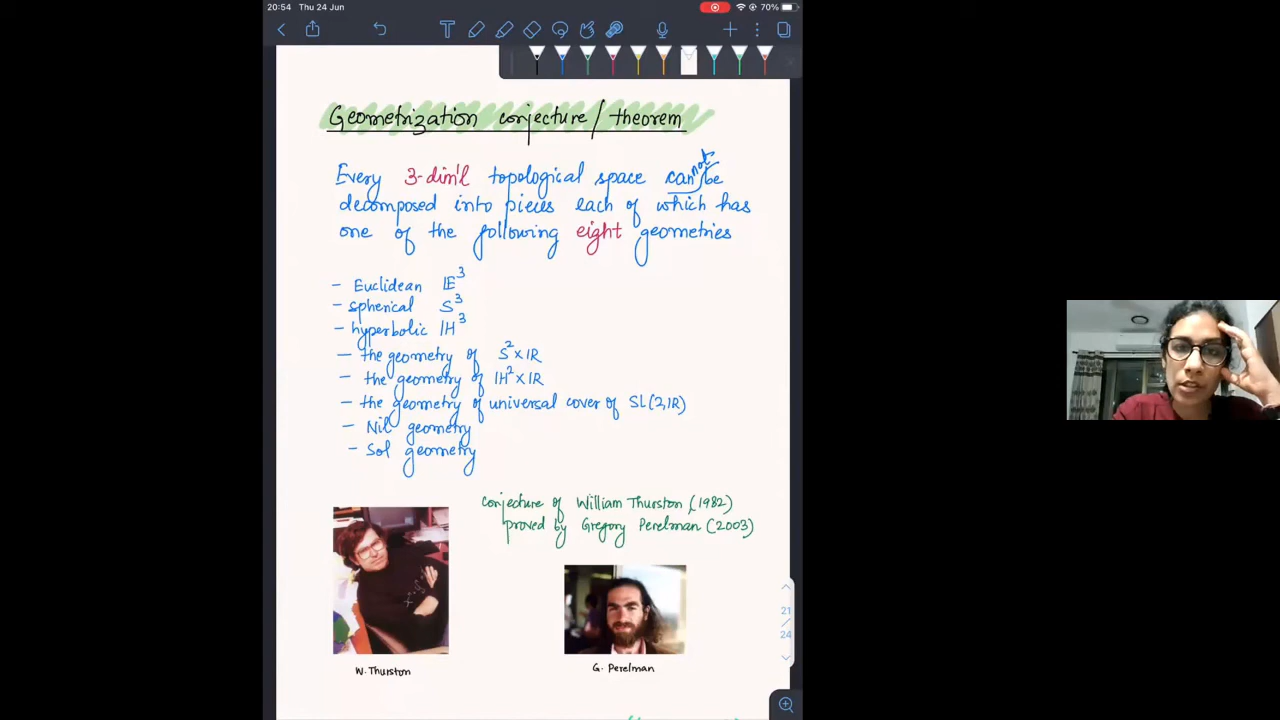 20:54 Thu 24 Jun
70%
Geometrization conjecture/theorem
Every 3-dim'l topological space can not be
decomposed into pieces each of which has
one of the following eight geometries
- Euclidean E³
- spherical S³
- hyperbolic H³
- the geometry of S²×R
- the geometry of H²×R
- the geometry of universal cover of SL(2,R)
- Nil geometry
- Sol geometry
conjecture of William Thurston (1982)
proved by Gregory Perelman (2003)
W. Thurston
G. Perelman
21
/
24